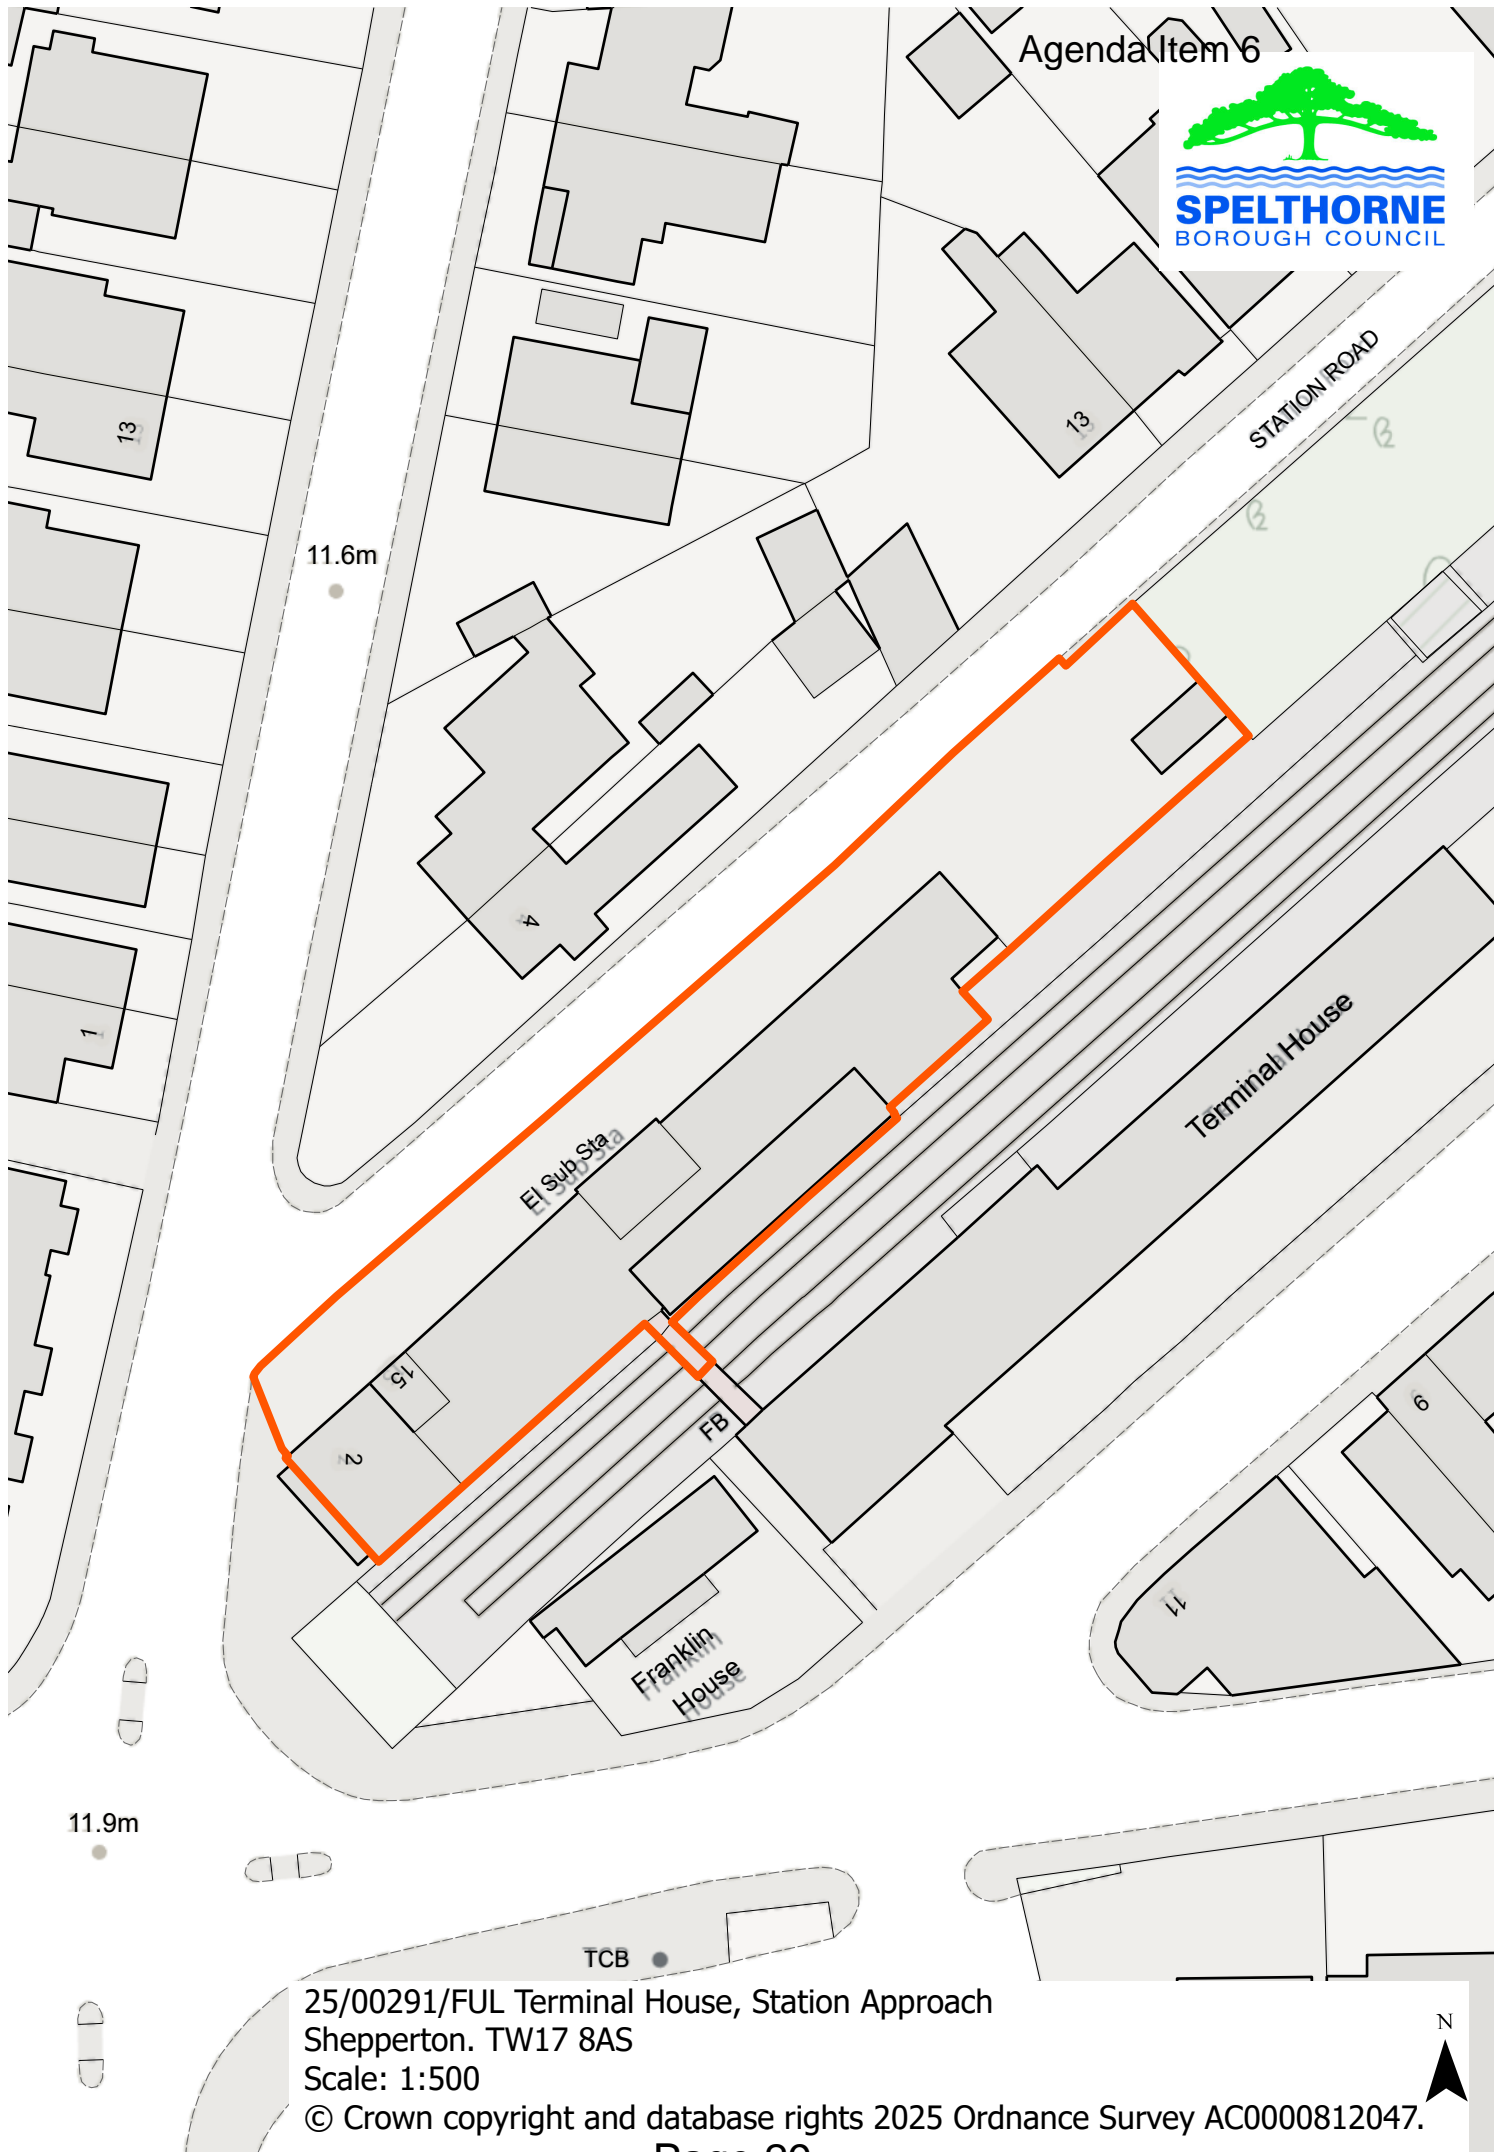 Agenda Item 6
SPELTHORNE
BOROUGH COUNCIL
STATION ROAD
13
13
11.6m
4
1
El Sub Sta
Terminal House
15
2
FB
9
11
Franklin
House
11.9m
TCB
25/00291/FUL Terminal House, Station Approach
Shepperton. TW17 8AS
Scale: 1:500
© Crown copyright and database rights 2025 Ordnance Survey AC0000812047.
N